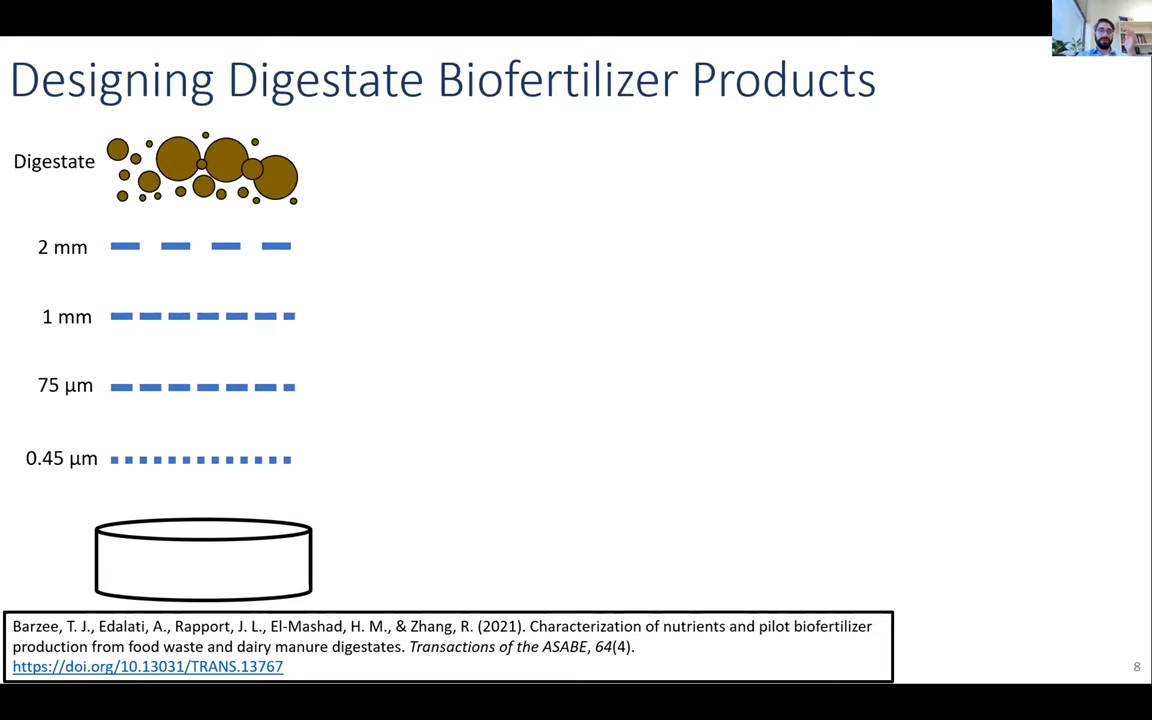 Designing Digestate Biofertilizer Products
Digestate
2 mm
1 mm
75 µm
0.45 µm
Barzee, T. J., Edalati, A., Rapport, J. L., El-Mashad, H. M., & Zhang, R. (2021). Characterization of nutrients and pilot biofertilizer
production from food waste and dairy manure digestates. Transactions of the ASABE, 64(4).
https://doi.org/10.13031/TRANS.13767
8